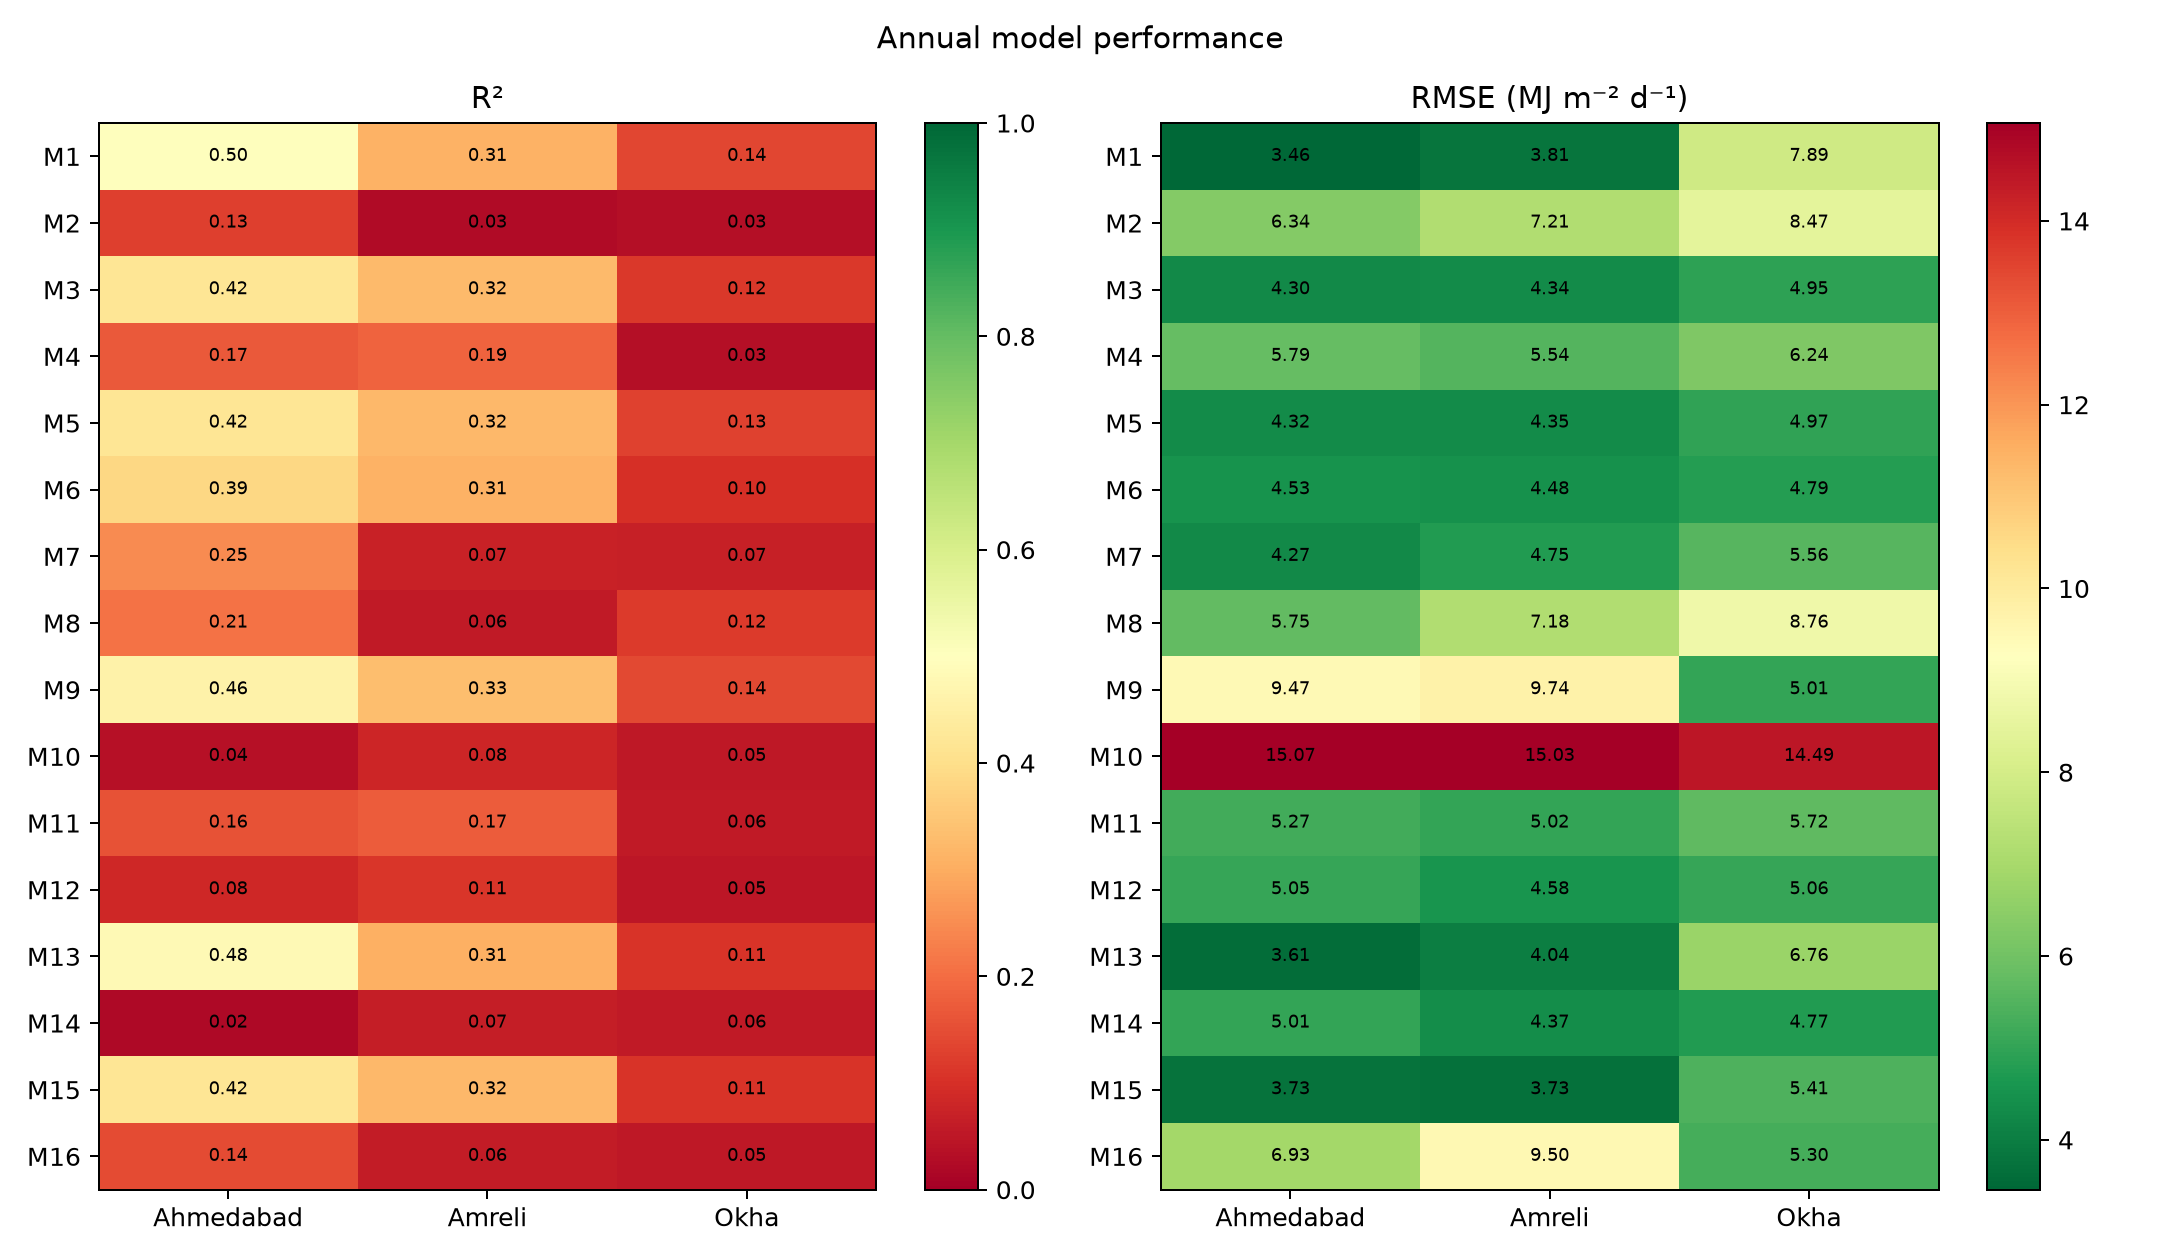 Annual model performance
R²
M1 0.50 0.31 0.14
M2 0.13 0.03 0.03
M3 0.42 0.32 0.12
M4 0.17 0.19 0.03
M5 0.42 0.32 0.13
M6 0.39 0.31 0.10
M7 0.25 0.07 0.07
M8 0.21 0.06 0.12
M9 0.46 0.33 0.14
M10 0.04 0.08 0.05
M11 0.16 0.17 0.06
M12 0.08 0.11 0.05
M13 0.48 0.31 0.11
M14 0.02 0.07 0.06
M15 0.42 0.32 0.11
M16 0.14 0.06 0.05
Ahmedabad Amreli Okha
1.0
0.8
0.6
0.4
0.2
0.0
RMSE (MJ m⁻² d⁻¹)
M1 3.46 3.81 7.89
M2 6.34 7.21 8.47
M3 4.30 4.34 4.95
M4 5.79 5.54 6.24
M5 4.32 4.35 4.97
M6 4.53 4.48 4.79
M7 4.27 4.75 5.56
M8 5.75 7.18 8.76
M9 9.47 9.74 5.01
M10 15.07 15.03 14.49
M11 5.27 5.02 5.72
M12 5.05 4.58 5.06
M13 3.61 4.04 6.76
M14 5.01 4.37 4.77
M15 3.73 3.73 5.41
M16 6.93 9.50 5.30
Ahmedabad Amreli Okha
14
12
10
8
6
4